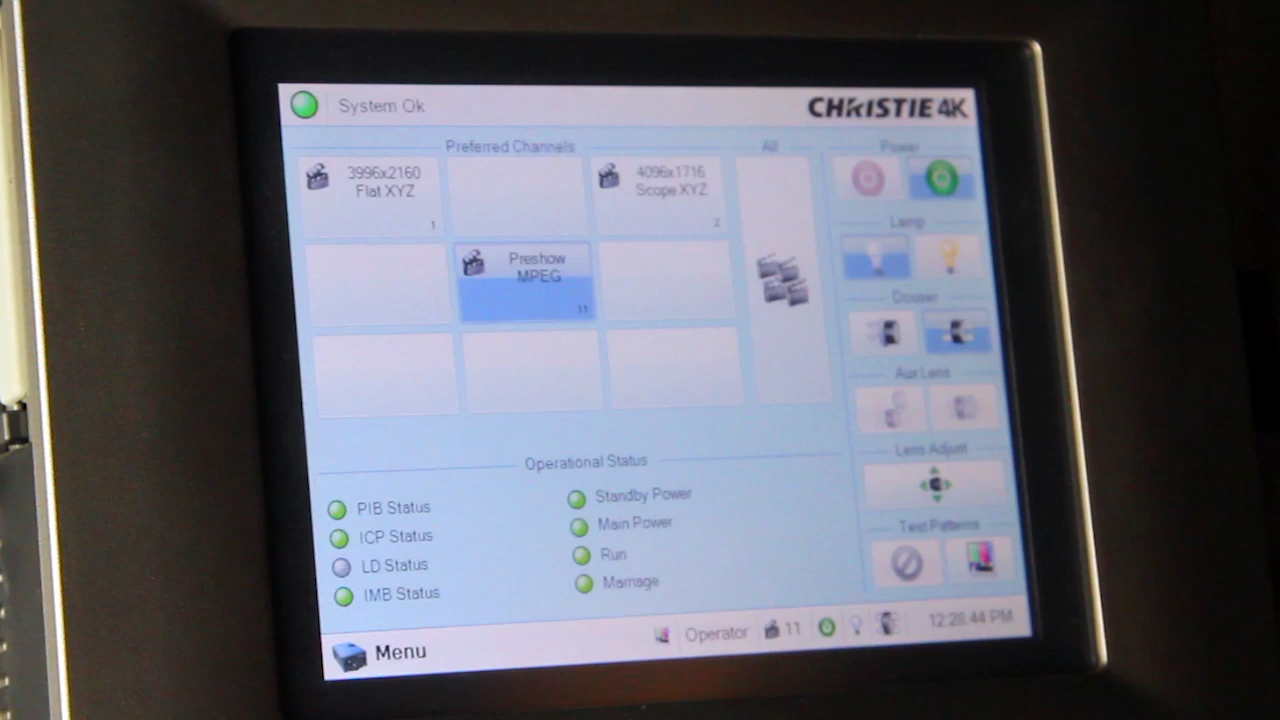 System Ok
CHRISTIE 4K
Preferred Channels
All
Power
3996x2160
Flat XYZ
1
4096x1716
Scope XYZ
2
Lamp
Preshow
MPEG
11
Douser
Aux Lens
Lens Adjust
Operational Status
PIB Status
Standby Power
ICP Status
Main Power
LD Status
Run
IMB Status
Marriage
Test Patterns
Menu
Operator
11
12:28:44 PM